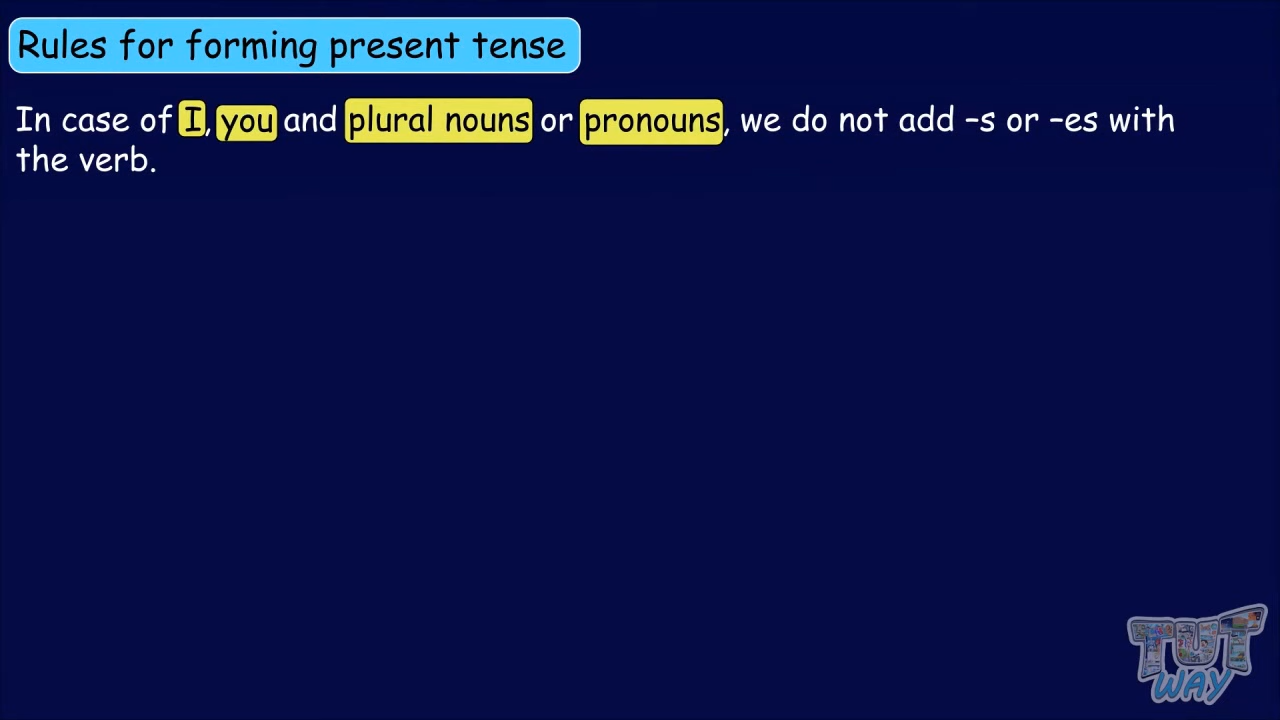 Rules for forming present tense
In case of I, you and plural nouns or pronouns, we do not add –s or –es with
the verb.
TUT
WAY